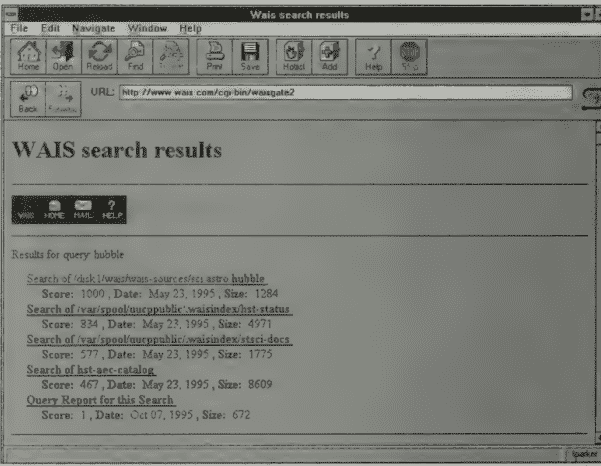 Wais search results
File Edit Navigate Window Help
Home Open Reload Find Print Save Hotlist Add Help Stop
URL: http://www.wais.com/cgi-bin/waisgate2
Back
WAIS search results
WAIS HOME MAIL HELP
Results for query hubble
Search of /disk1/wais/wais-sources/sci.astro.hubble
Score: 1000 , Date: May 23, 1995 , Size: 1284
Search of /var/spool/uucppublic/.waisindex/hst-status
Score: 834 , Date: May 23, 1995 , Size: 4971
Search of /var/spool/uucppublic/.waisindex/stsci-docs
Score: 577 , Date: May 23, 1995 , Size: 1775
Search of hst-aec-catalog
Score: 467 , Date: May 23, 1995 , Size: 8609
Query Report for this Search
Score: 1 , Date: Oct 07, 1995 , Size: 672
lparker